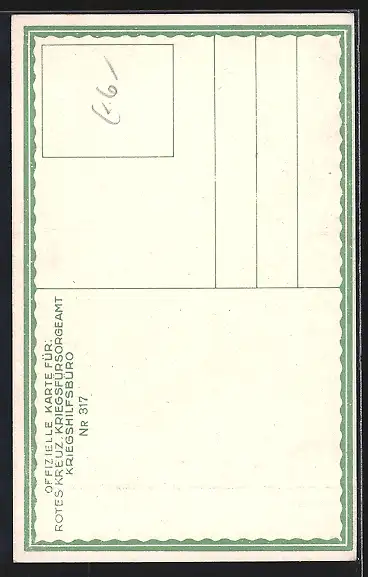 OFFIZIELLE KARTE FÜR:
ROTES KREUZ, KRIEGSFÜRSORGEAMT
KRIEGSHILFSBÜRO
NR 317